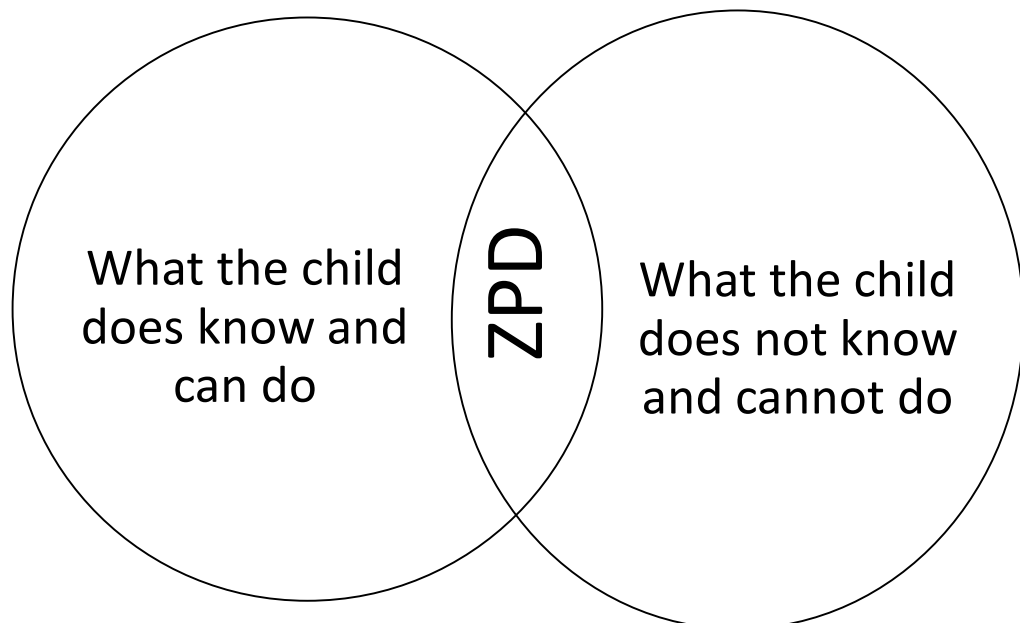 What the child
does know and
can do
ZPD
What the child
does not know
and cannot do